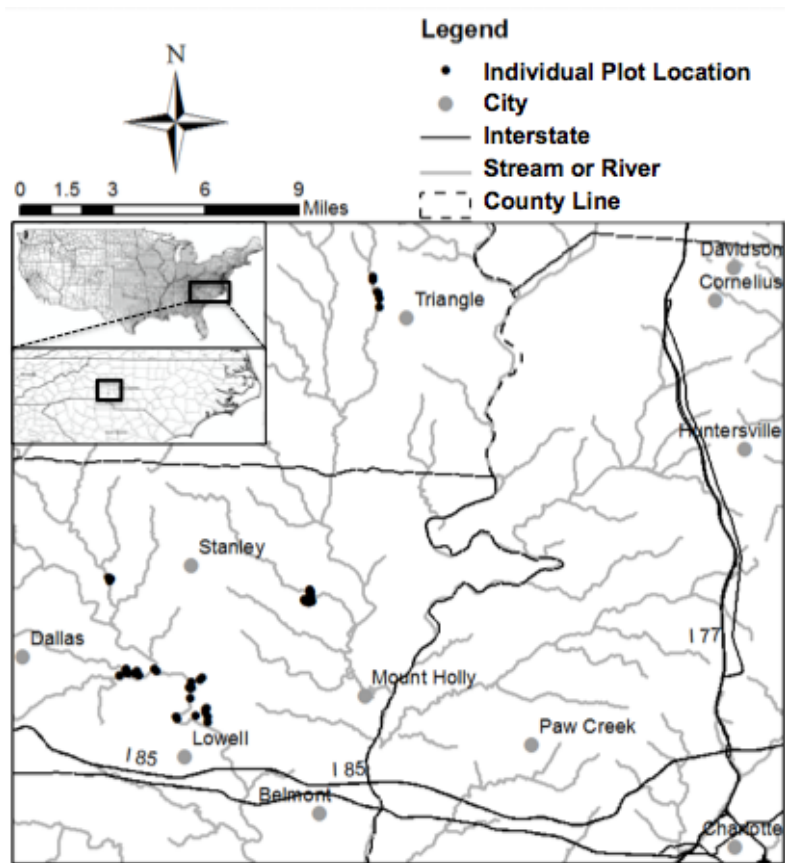 N
Legend
Individual Plot Location
City
Interstate
Stream or River
County Line
0 1.5 3 6 9
Miles
Davidson
Cornelius
Triangle
Huntersville
Stanley
I 77
Dallas
Mount Holly
Paw Creek
Lowell
I 85
I 85
Belmont
Charlotte